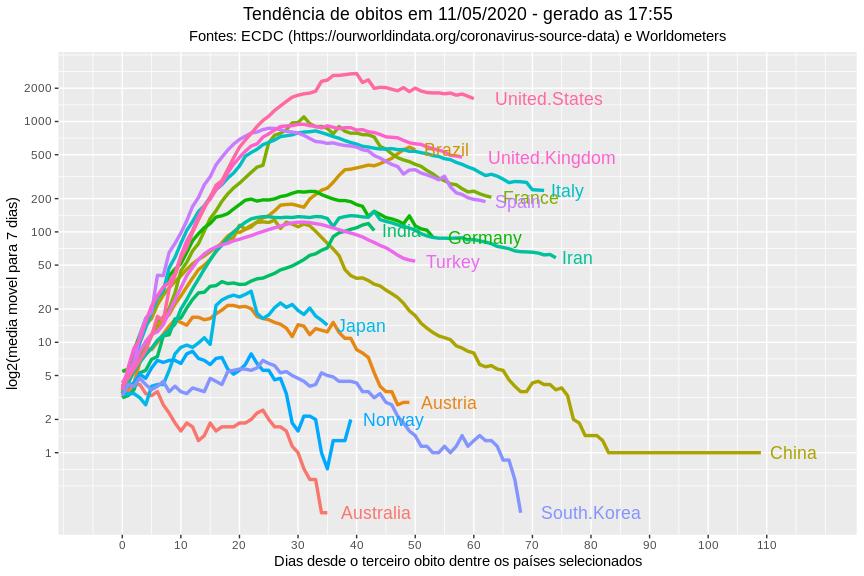 Tendência de obitos em 11/05/2020 - gerado as 17:55
Fontes: ECDC (https://ourworldindata.org/coronavirus-source-data) e Worldometers
log2(media movel para 7 dias)
2000
1000
500
200
100
50
20
10
5
2
1
United.States
Brazil
United.Kingdom
Italy
France
Spain
India
Germany
Iran
Turkey
Japan
Austria
Norway
China
Australia
South.Korea
0 10 20 30 40 50 60 70 80 90 100 110
Dias desde o terceiro obito dentre os países selecionados